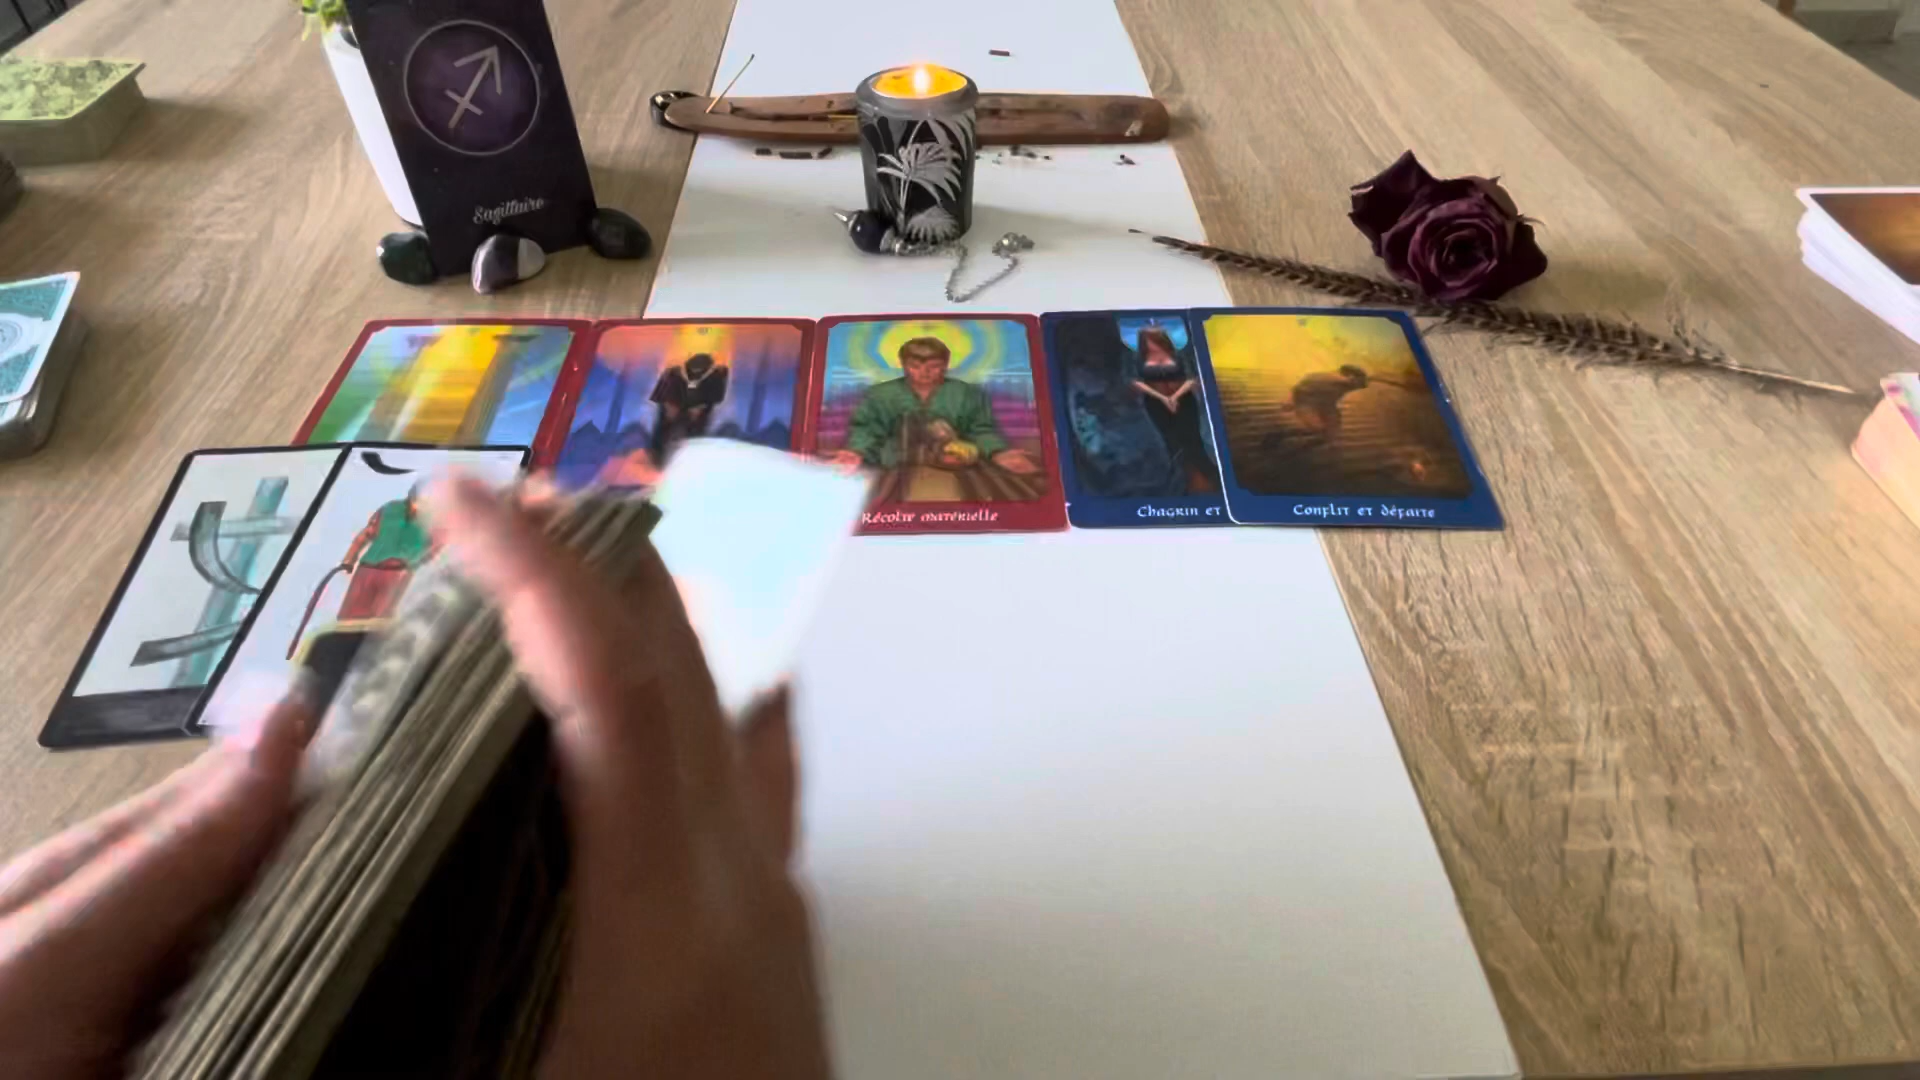 Sagittaire
Récolte matérielle
Chagrin et
Conflit et défaite